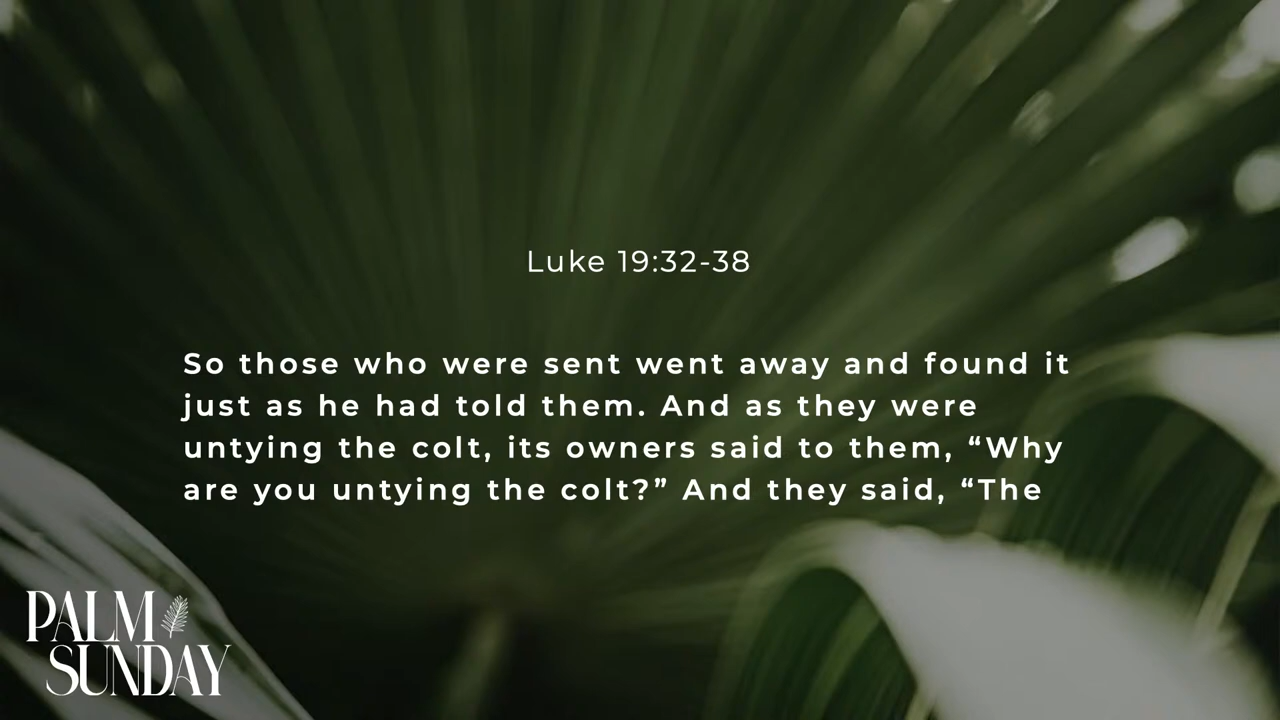 Luke 19:32-38
So those who were sent went away and found it
just as he had told them. And as they were
untying the colt, its owners said to them, “Why
are you untying the colt?” And they said, “The
PALM
SUNDAY